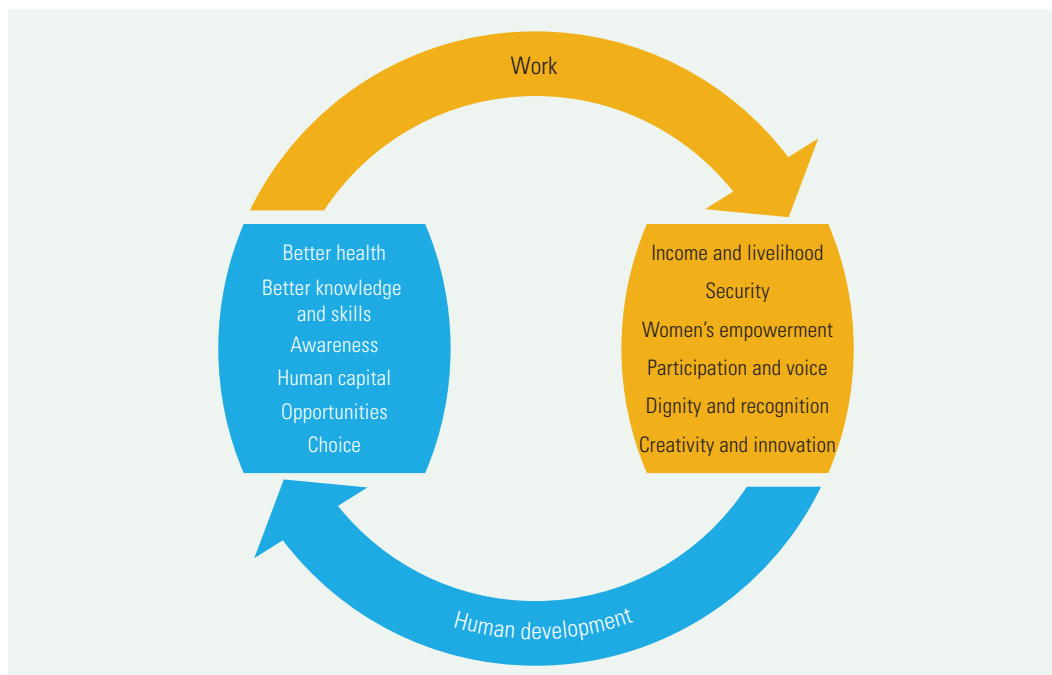 Work
Better health
Better knowledge
and skills
Awareness
Human capital
Opportunities
Choice
Income and livelihood
Security
Women’s empowerment
Participation and voice
Dignity and recognition
Creativity and innovation
Human development